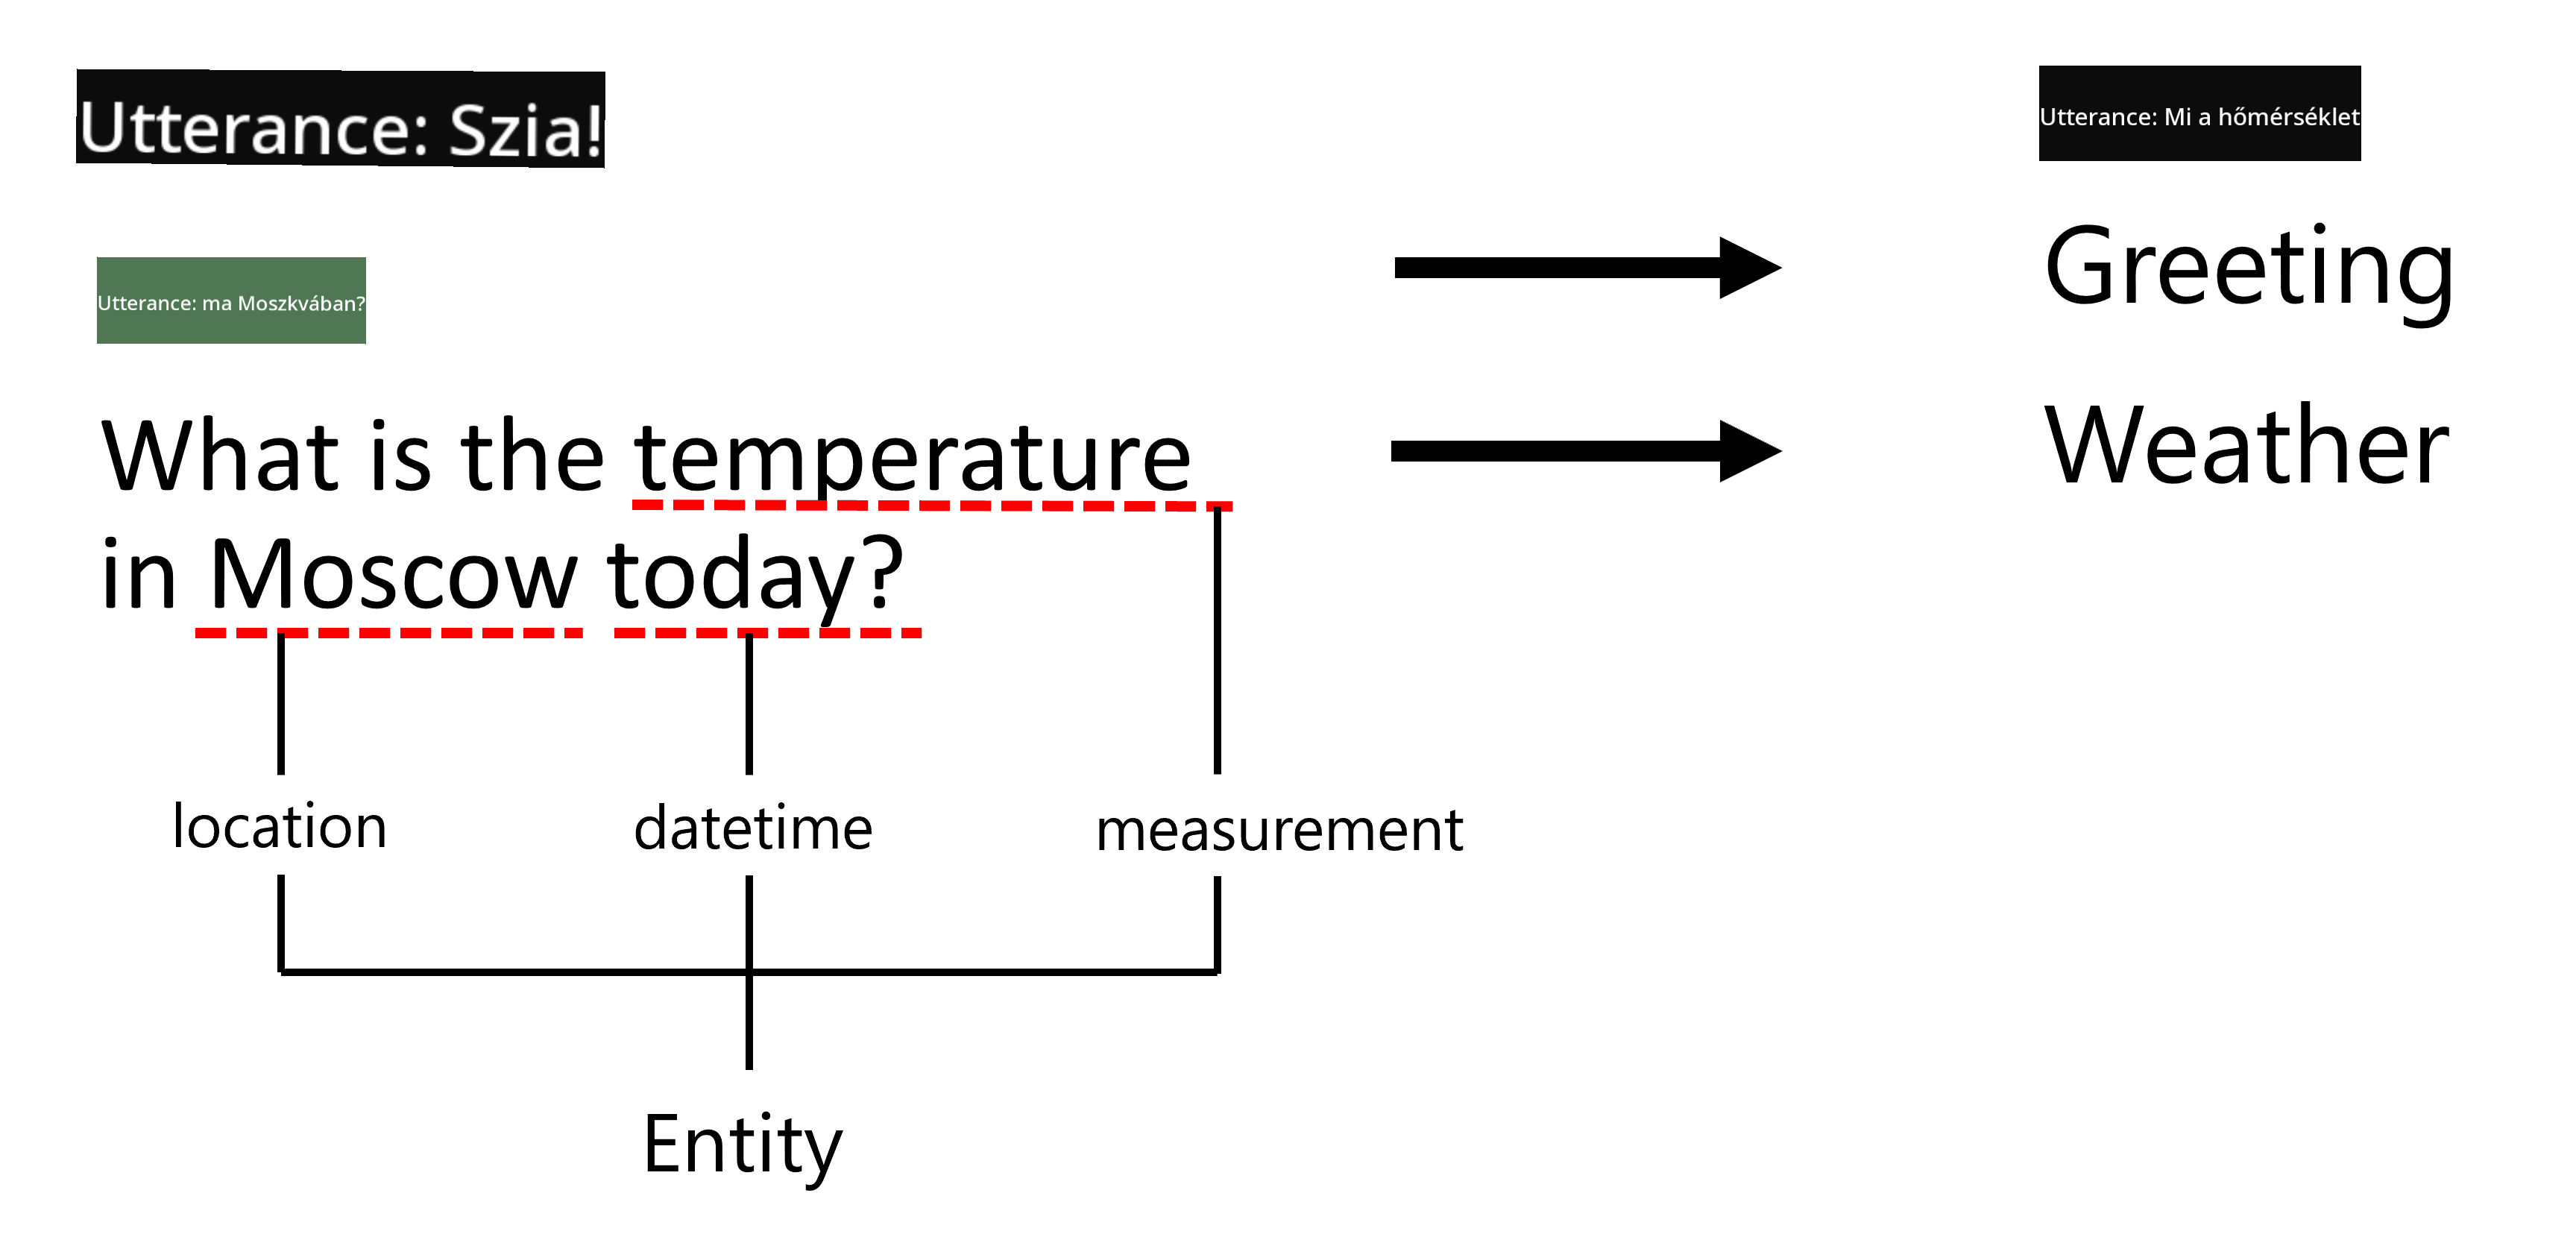 Utterance: Szia!
Utterance: Mi a hőmérséklet
Utterance: ma Moszkvában?
Greeting
What is the temperature
Weather
in Moscow today?
location
datetime
measurement
Entity